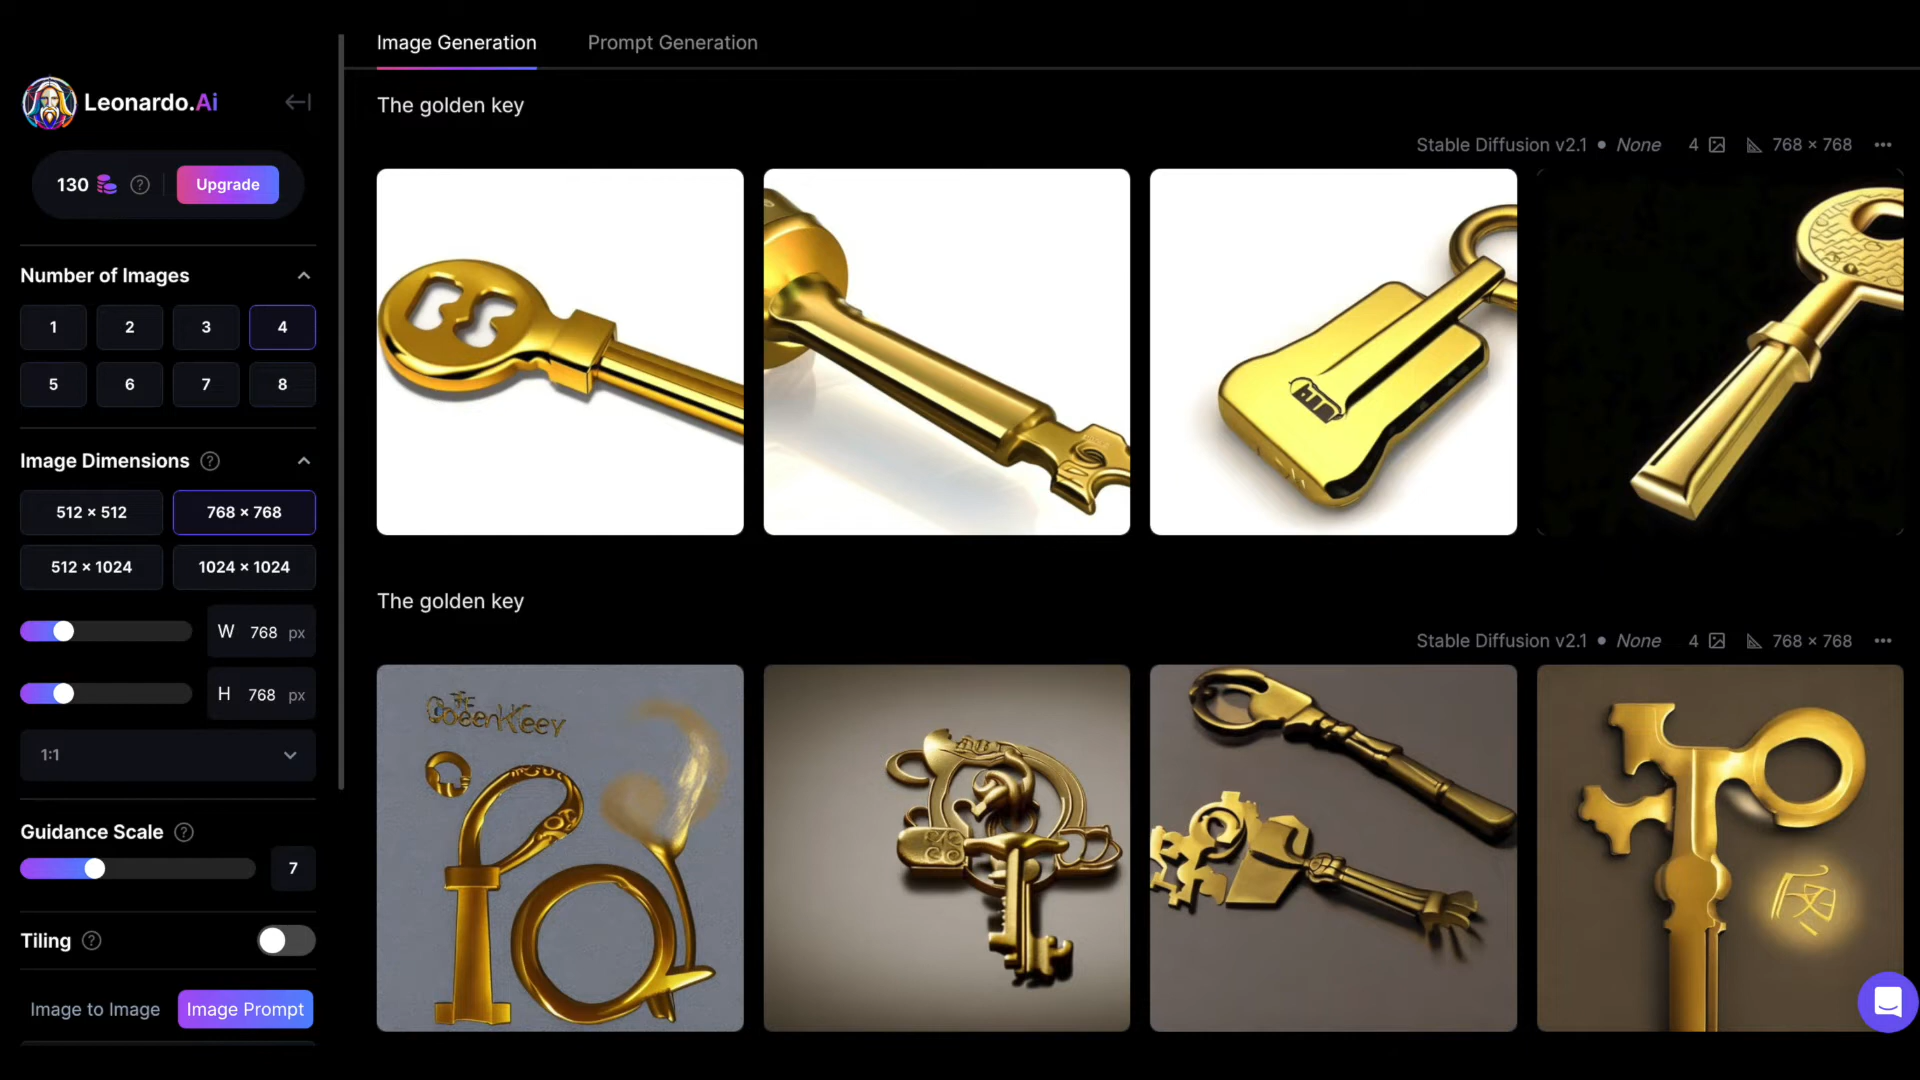 Image Generation
Prompt Generation
Leonardo.Ai
130
Upgrade
Number of Images
1
2
3
4
5
6
7
8
Image Dimensions
512 × 512
768 × 768
512 × 1024
1024 × 1024
W 768 px
H 768 px
1:1
Guidance Scale
7
Tiling
Image to Image
Image Prompt
The golden key
Stable Diffusion v2.1 • None 4 768 × 768
The golden key
Stable Diffusion v2.1 • None 4 768 × 768